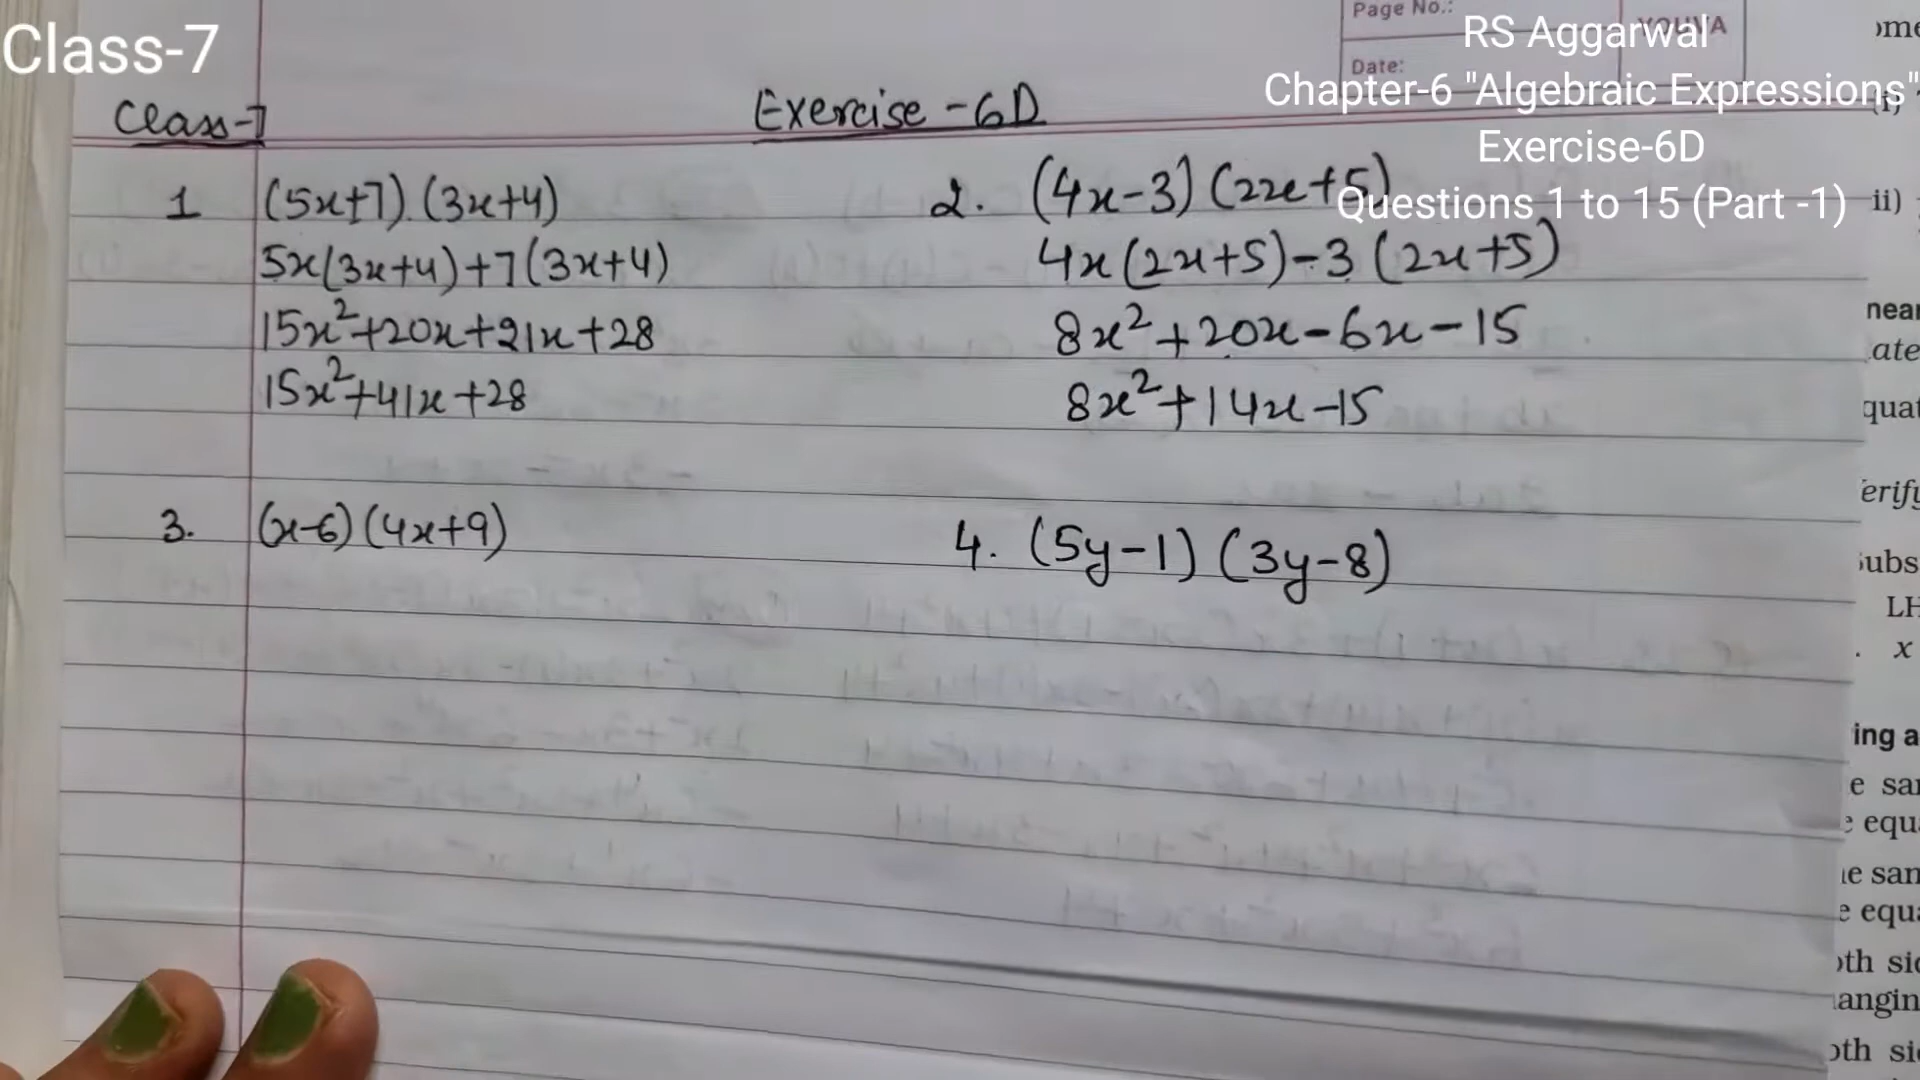 Class-7
Page No.:
YOUVA
Date:
RS Aggarwal
Chapter-6 "Algebraic Expressions"
Exercise-6D
Questions 1 to 15 (Part -1)
Class-7
Exercise -6D
1 (5x+7).(3x+4)
5x(3x+4)+7(3x+4)
15x²+20x+21x+28
15x²+41x+28
2. (4x-3)(2x+5)
4x(2x+5)-3(2x+5)
8x²+20x-6x-15
8x²+14x-15
3. (x-6)(4x+9)
4. (5y-1)(3y-8)
ii)
x